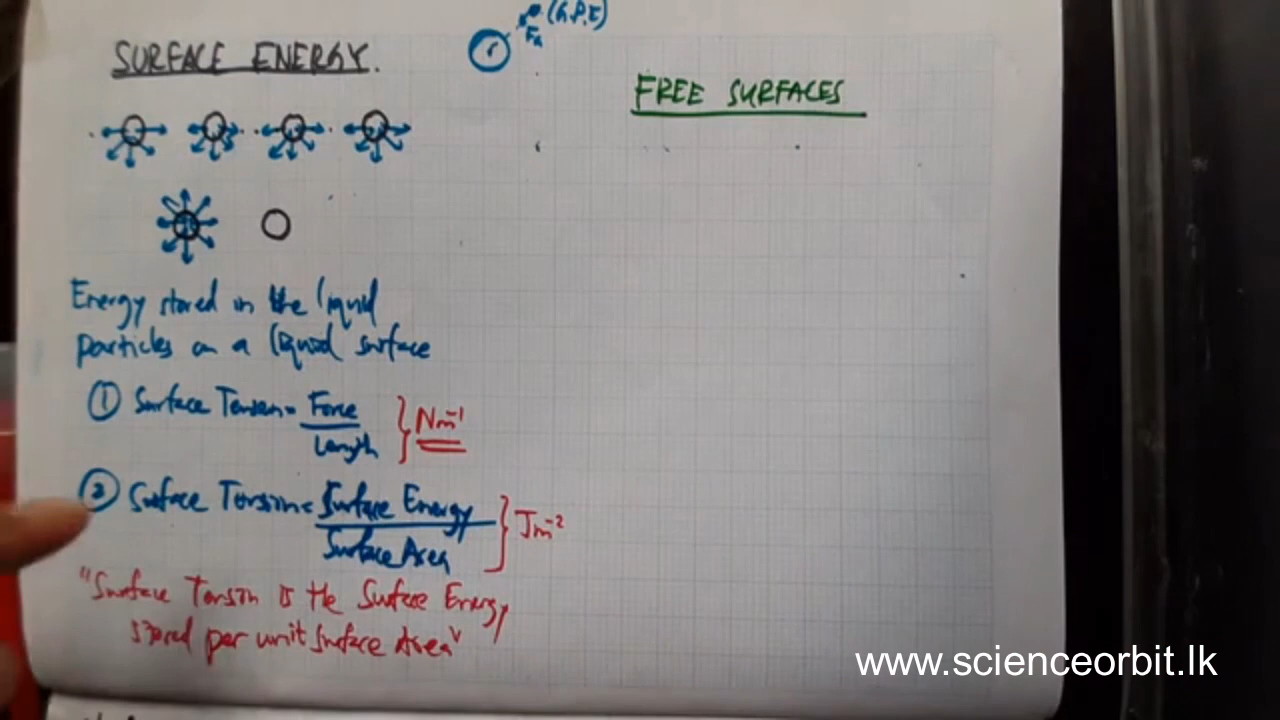 SURFACE ENERGY.
r
(G.P.E)
FREE SURFACES
Energy stored in the liquid
particles on a liquid surface
① Surface Tension = Force
Length
} Nm⁻¹
② Surface Tension = Surface Energy
Surface Area
} Jm⁻²
"Surface Tension is the Surface Energy
stored per unit Surface Area"
www.scienceorbit.lk